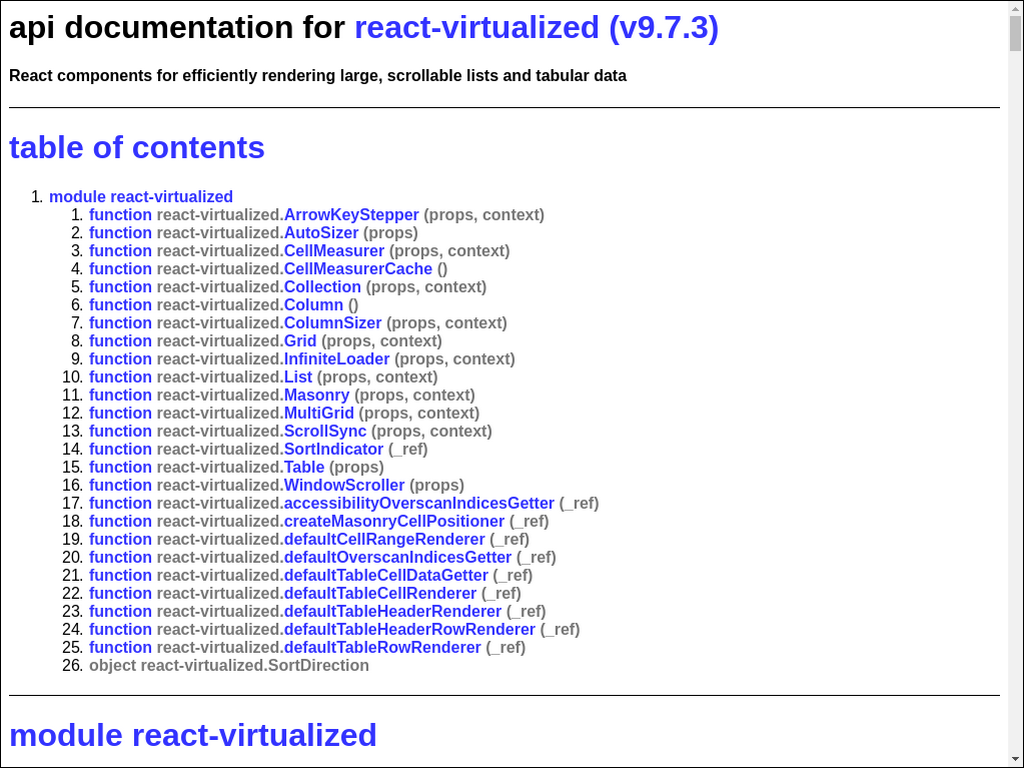 api documentation for react-virtualized (v9.7.3)
React components for efficiently rendering large, scrollable lists and tabular data
table of contents
1. module react-virtualized
1. function react-virtualized.ArrowKeyStepper (props, context)
2. function react-virtualized.AutoSizer (props)
3. function react-virtualized.CellMeasurer (props, context)
4. function react-virtualized.CellMeasurerCache ()
5. function react-virtualized.Collection (props, context)
6. function react-virtualized.Column ()
7. function react-virtualized.ColumnSizer (props, context)
8. function react-virtualized.Grid (props, context)
9. function react-virtualized.InfiniteLoader (props, context)
10. function react-virtualized.List (props, context)
11. function react-virtualized.Masonry (props, context)
12. function react-virtualized.MultiGrid (props, context)
13. function react-virtualized.ScrollSync (props, context)
14. function react-virtualized.SortIndicator (_ref)
15. function react-virtualized.Table (props)
16. function react-virtualized.WindowScroller (props)
17. function react-virtualized.accessibilityOverscanIndicesGetter (_ref)
18. function react-virtualized.createMasonryCellPositioner (_ref)
19. function react-virtualized.defaultCellRangeRenderer (_ref)
20. function react-virtualized.defaultOverscanIndicesGetter (_ref)
21. function react-virtualized.defaultTableCellDataGetter (_ref)
22. function react-virtualized.defaultTableCellRenderer (_ref)
23. function react-virtualized.defaultTableHeaderRenderer (_ref)
24. function react-virtualized.defaultTableHeaderRowRenderer (_ref)
25. function react-virtualized.defaultTableRowRenderer (_ref)
26. object react-virtualized.SortDirection
module react-virtualized